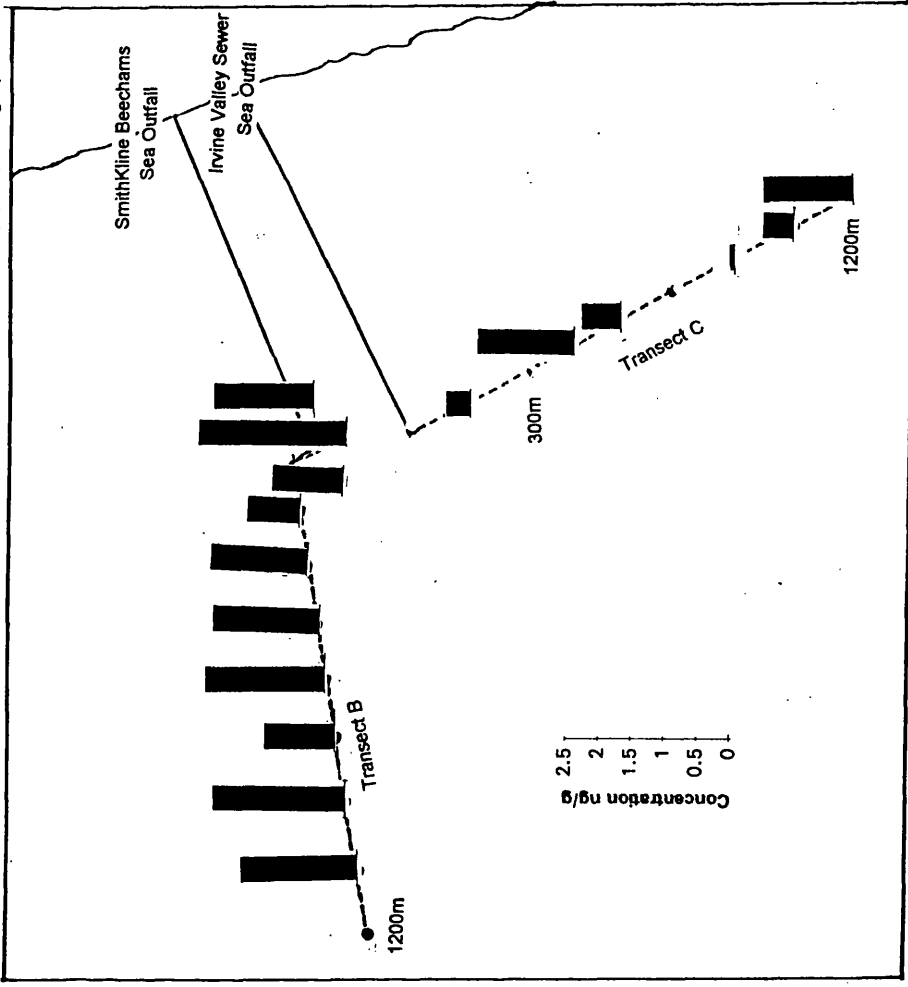 SmithKline Beechams
Sea Outfall
Irvine Valley Sewer
Sea Outfall
1200m
Transect C
300m
Transect B
1200m
2.5
2
1.5
1
0.5
0
Concentration ng/g